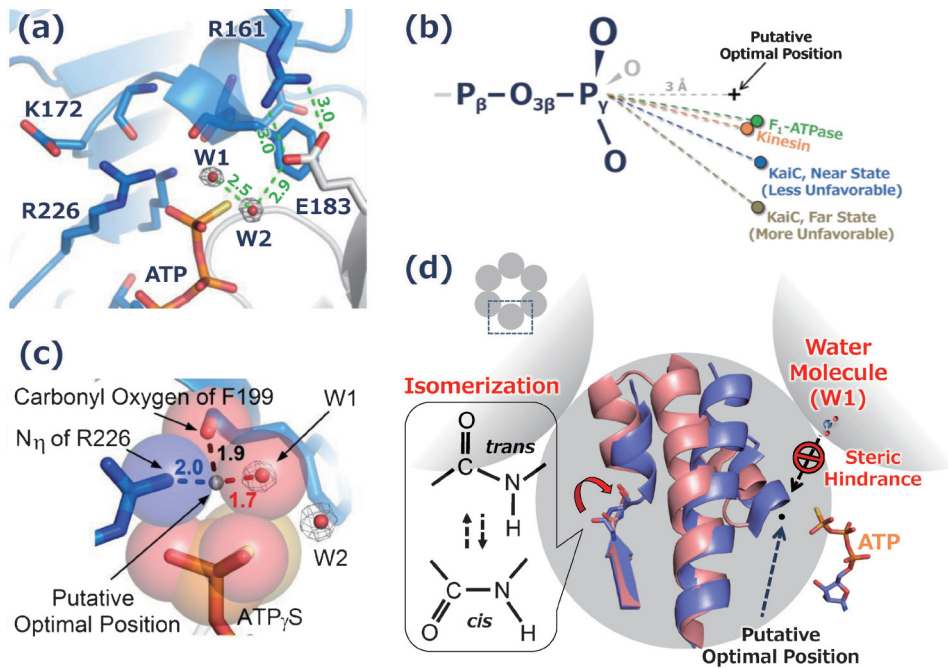 (a)
R161
K172
3.0
3.0
W1
2.5
2.9
R226
E183
W2
ATP
(b)
Putative
Optimal Position
O
O
3 Å
Pβ
O3β
Pγ
F1-ATPase
Kinesin
O
KaiC, Near State
(Less Unfavorable)
KaiC, Far State
(More Unfavorable)
(c)
Carbonyl Oxygen of F199
W1
Nη of R226
1.9
2.0
1.7
W2
Putative
Optimal Position
ATPγS
(d)
Isomerization
Water
Molecule
(W1)
O
trans
C
N
H
Steric
Hindrance
ATP
C
N
H
O
cis
Putative
Optimal Position